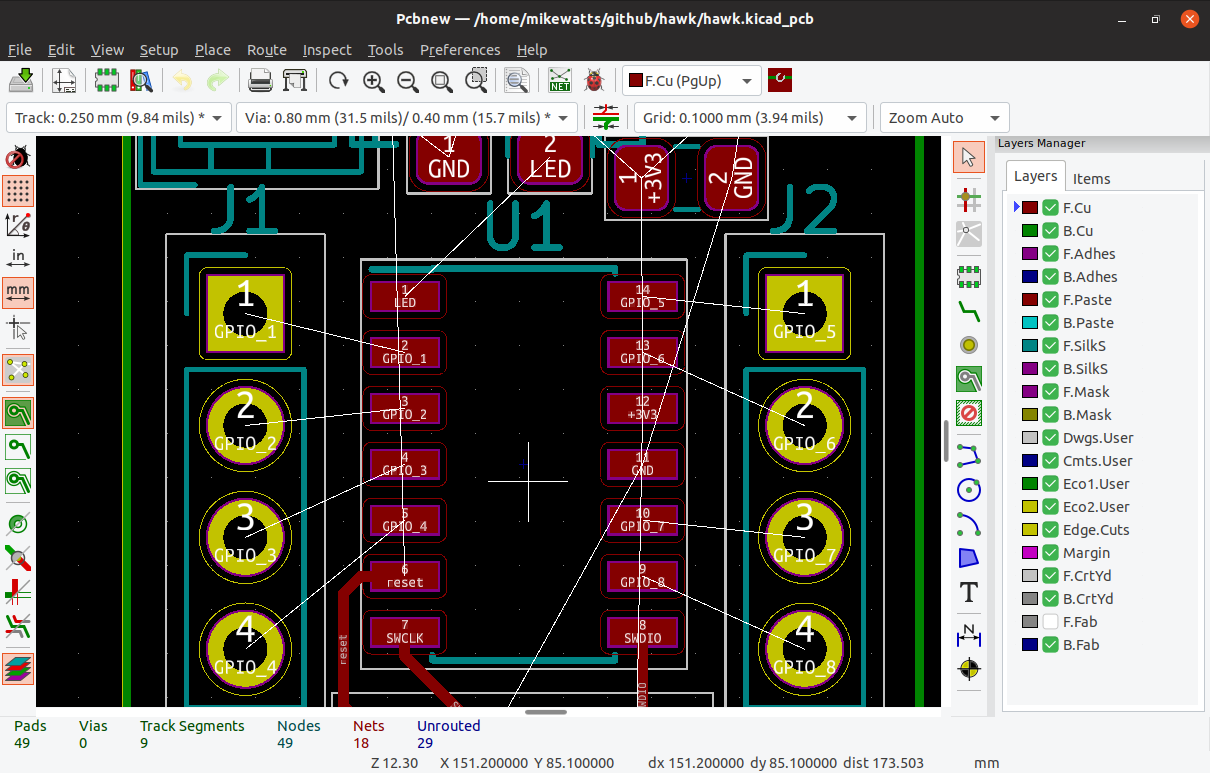 Pcbnew — /home/mikewatts/github/hawk/hawk.kicad_pcb
File Edit View Setup Place Route Inspect Tools Preferences Help
NET
F.Cu (PgUp)
Track: 0.250 mm (9.84 mils) *
Via: 0.80 mm (31.5 mils)/ 0.40 mm (15.7 mils) *
Grid: 0.1000 mm (3.94 mils)
Zoom Auto
in
mm
1
GND
2
LED
1
+3V3
2
GND
J1
U1
J2
1
GPIO_1
2
GPIO_2
3
GPIO_3
4
GPIO_4
1
LED
2
GPIO_1
3
GPIO_2
4
GPIO_3
5
GPIO_4
6
reset
7
SWCLK
14
GPIO_5
13
GPIO_6
12
+3V3
11
GND
10
GPIO_7
9
GPIO_8
8
SWDIO
reset
1
GPIO_5
2
GPIO_6
3
GPIO_7
4
GPIO_8
T
N
Layers Manager
Layers Items
F.Cu
B.Cu
F.Adhes
B.Adhes
F.Paste
B.Paste
F.SilkS
B.SilkS
F.Mask
B.Mask
Dwgs.User
Cmts.User
Eco1.User
Eco2.User
Edge.Cuts
Margin
F.CrtYd
B.CrtYd
F.Fab
B.Fab
Pads Vias Track Segments Nodes Nets Unrouted
49 0 9 49 18 29
Z 12.30 X 151.200000 Y 85.100000 dx 151.200000 dy 85.100000 dist 173.503 mm